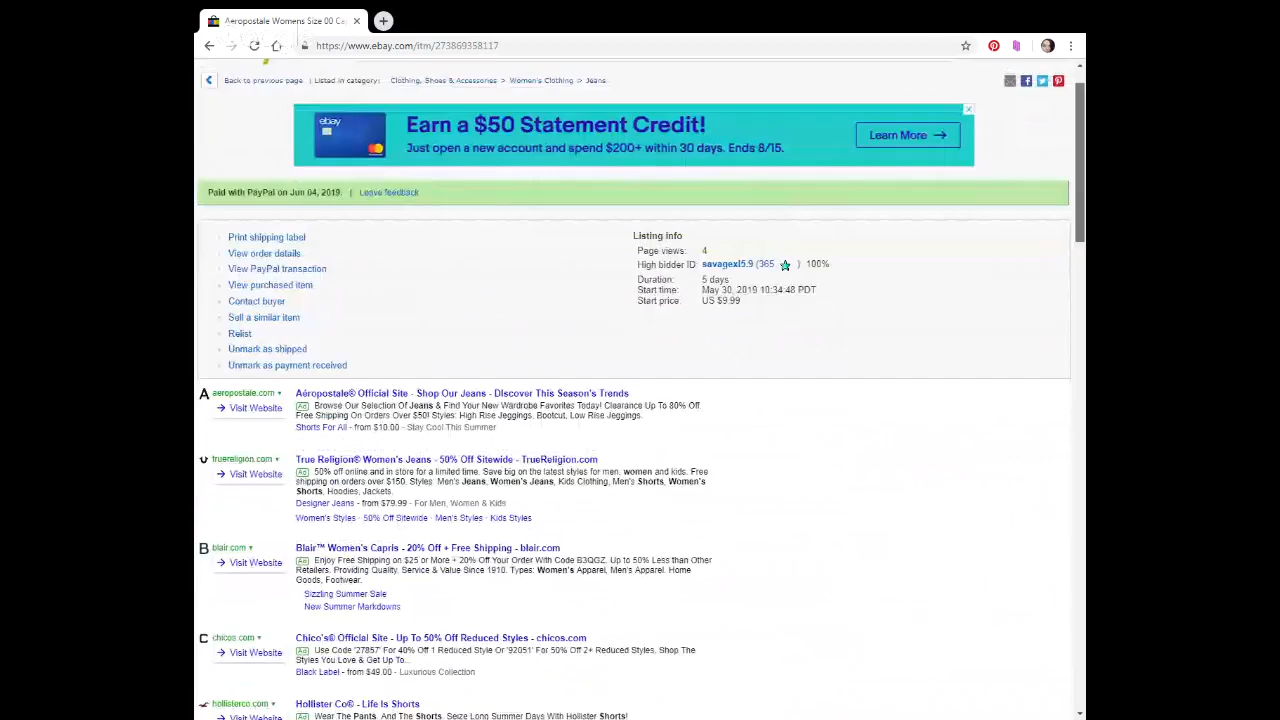 Aeropostale Womens Size 00 Ca
https://www.ebay.com/itm/273869358117
Back to previous page | Listed in category: Clothing, Shoes & Accessories > Women's Clothing > Jeans
ebay
Earn a $50 Statement Credit!
Just open a new account and spend $200+ within 30 days. Ends 8/15.
Learn More →
Paid with PayPal on Jun 04, 2019. | Leave feedback
Print shipping label
View order details
View PayPal transaction
View purchased item
Contact buyer
Sell a similar item
Relist
Unmark as shipped
Unmark as payment received
Listing info
Page views: 4
High bidder ID: savagexl5.9 (365 ) 100%
Duration: 5 days
Start time: May 30, 2019 10:34:48 PDT
Start price: US $9.99
A aeropostale.com
→ Visit Website
Aéropostale® Official Site - Shop Our Jeans - Discover This Season's Trends
Ad Browse Our Selection Of Jeans & Find Your New Wardrobe Favorites Today! Clearance Up To 80% Off.
Free Shipping On Orders Over $50! Styles: High Rise Jeggings, Bootcut, Low Rise Jeggings.
Shorts For All - from $10.00 - Stay Cool This Summer
truereligion.com
→ Visit Website
True Religion® Women's Jeans - 50% Off Sitewide - TrueReligion.com
Ad 50% off online and in store for a limited time. Save big on the latest styles for men, women and kids. Free
shipping on orders over $150. Styles: Men's Jeans, Women's Jeans, Kids Clothing, Men's Shorts, Women's
Shorts, Hoodies, Jackets.
Designer Jeans - from $79.99 - For Men, Women & Kids
Women's Styles · 50% Off Sitewide · Men's Styles · Kids Styles
B blair.com
→ Visit Website
Blair™ Women's Capris - 20% Off + Free Shipping - blair.com
Ad Enjoy Free Shipping on $25 or More + 20% Off Your Order With Code B3QGZ. Up to 50% Less than Other
Retailers. Providing Quality, Service & Value Since 1910. Types: Women's Apparel, Men's Apparel, Home
Goods, Footwear.
Sizzling Summer Sale
New Summer Markdowns
C chicos.com
→ Visit Website
Chico's® Official Site - Up To 50% Off Reduced Styles - chicos.com
Ad Use Code '27857' For 40% Off 1 Reduced Style Or '92051' For 50% Off 2+ Reduced Styles. Shop The
Styles You Love & Get Up To...
Black Label - from $49.00 - Luxurious Collection
hollisterco.com
→ Visit Website
Hollister Co® - Life Is Shorts
Ad Wear The Pants, And The Shorts. Seize Long Summer Days With Hollister Shorts!